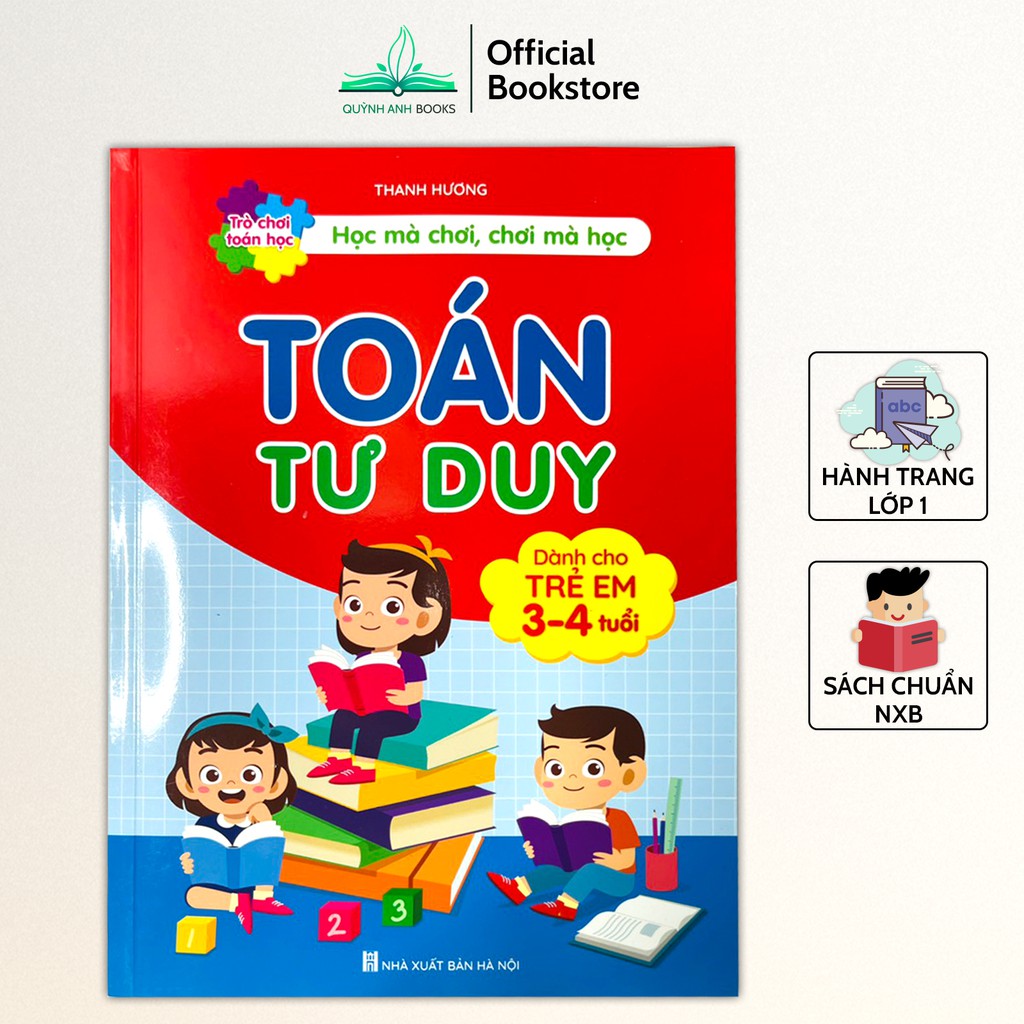 QUỲNH ANH BOOKS
Official
Bookstore
THANH HƯƠNG
Trò chơi
toán học
Học mà chơi, chơi mà học
TOÁN
TƯ DUY
Dành cho
TRẺ EM
3-4 tuổi
1
2
3
NHÀ XUẤT BẢN HÀ NỘI
abc
HÀNH TRANG
LỚP 1
SÁCH CHUẨN
NXB